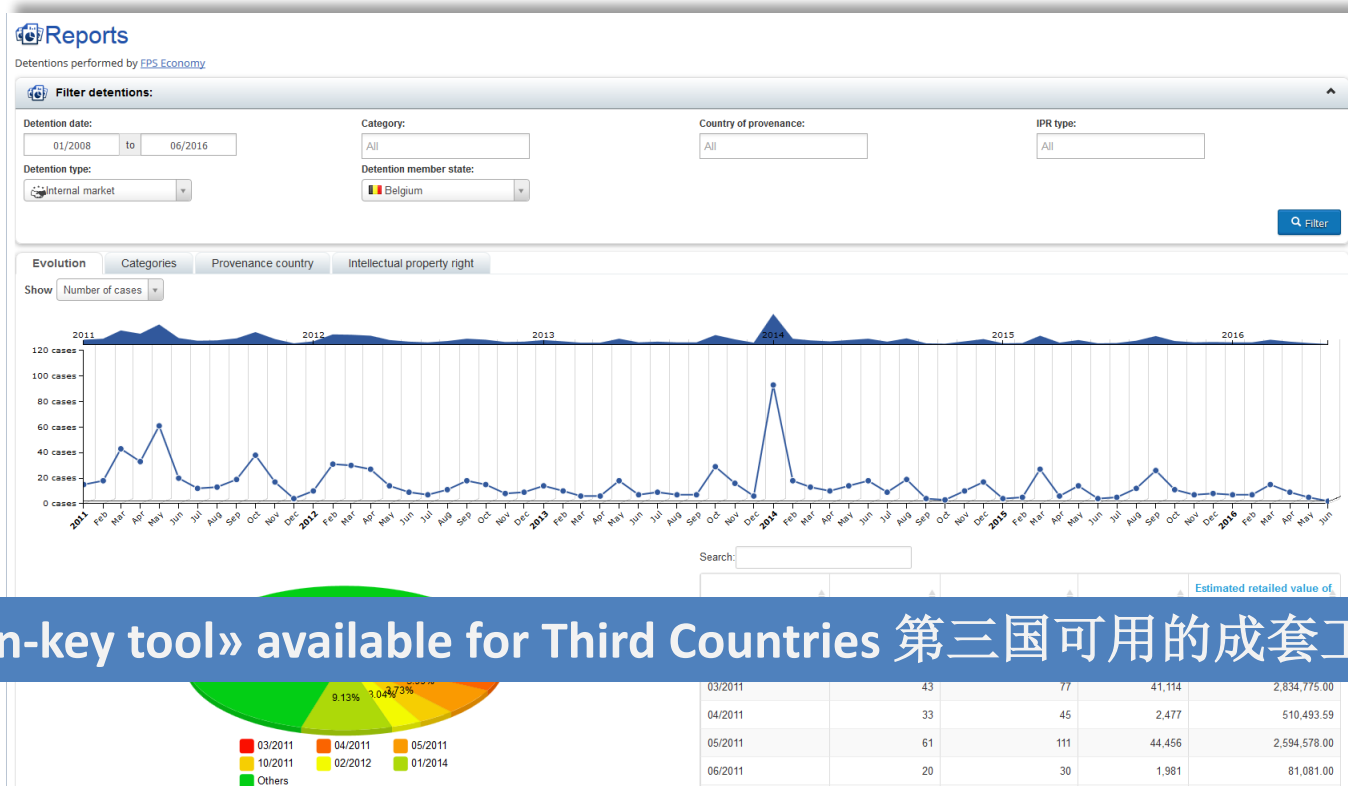 Reports
Detentions performed by FPS Economy
Filter detentions:
Detention date: Category: Country of provenance: IPR type:
01/2008 to 06/2016 All All All
Detention type: Detention member state:
Internal market Belgium
Filter
Evolution Categories Provenance country Intellectual property right
Show Number of cases
2011 2012 2013 2014 2015 2016
120 cases
100 cases
80 cases
60 cases
40 cases
20 cases
0 cases
2011 Feb Mar Apr May Jun Jul Aug Sep Oct Nov Dec 2012 Feb Mar Apr May Jun Jul Aug Sep Oct Nov Dec 2013 Feb Mar Apr May Jun Jul Aug Sep Oct Nov Dec 2014 Feb Mar Apr May Jun Jul Aug Sep Oct Nov Dec 2015 Feb Mar Apr May Jun Jul Aug Sep Oct Nov Dec 2016 Feb Mar Apr May Jun
Search:
Estimated retailed value of
n-key tool» available for Third Countries 第三国可用的成套工
9.13% 3.04% 3.73%
03/2011 43 77 41,114 2,834,775.00
04/2011 33 45 2,477 510,493.59
05/2011 61 111 44,456 2,594,578.00
06/2011 20 30 1,981 81,081.00
03/2011 04/2011 05/2011
10/2011 02/2012 01/2014
Others